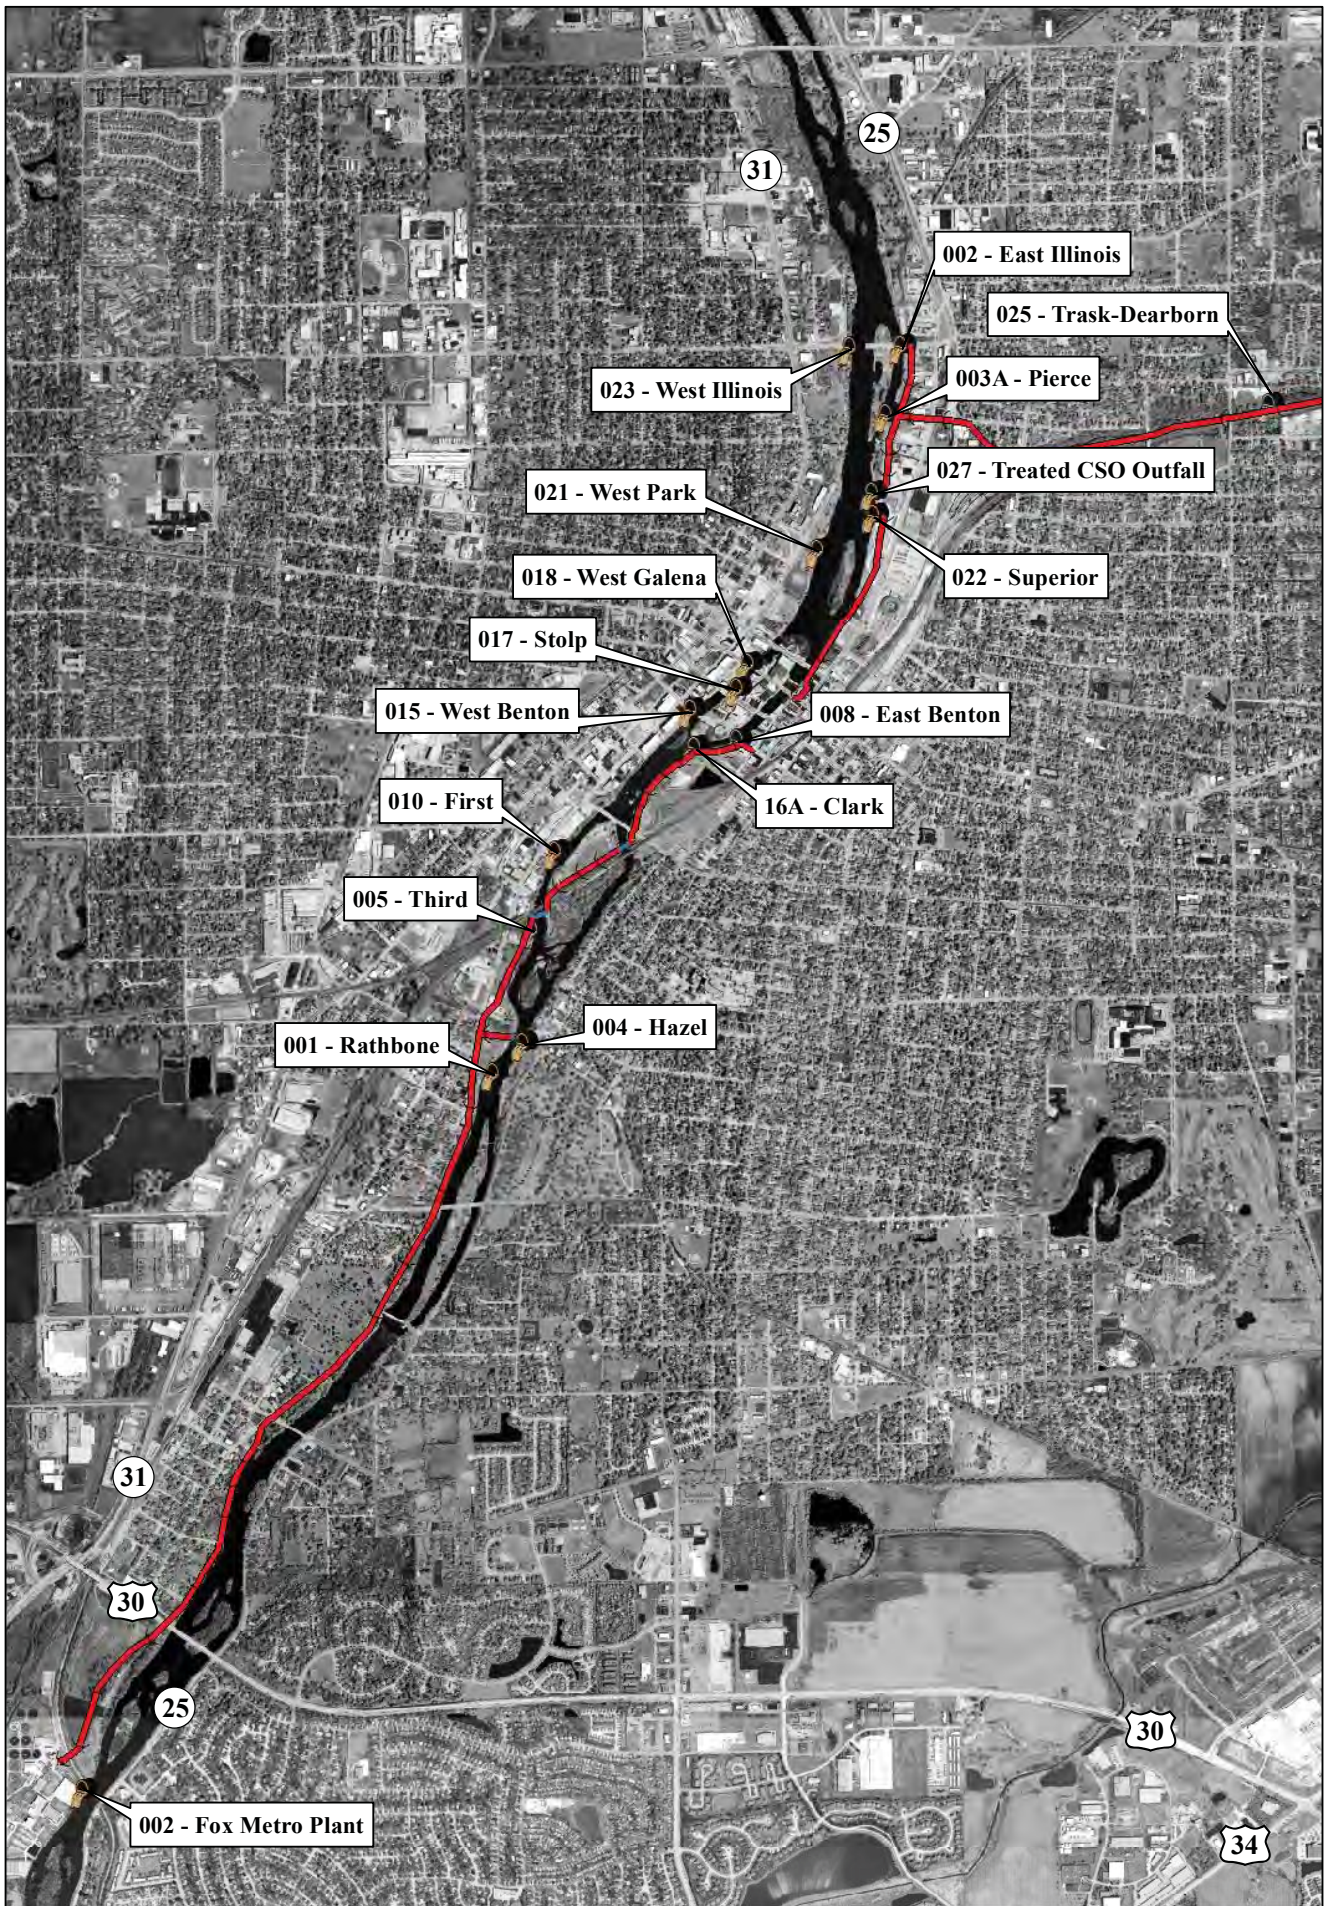 25
31
002 - East Illinois
025 - Trask-Dearborn
023 - West Illinois
003A - Pierce
027 - Treated CSO Outfall
021 - West Park
018 - West Galena
022 - Superior
017 - Stolp
015 - West Benton
008 - East Benton
010 - First
16A - Clark
005 - Third
004 - Hazel
001 - Rathbone
31
30
25
30
002 - Fox Metro Plant
34